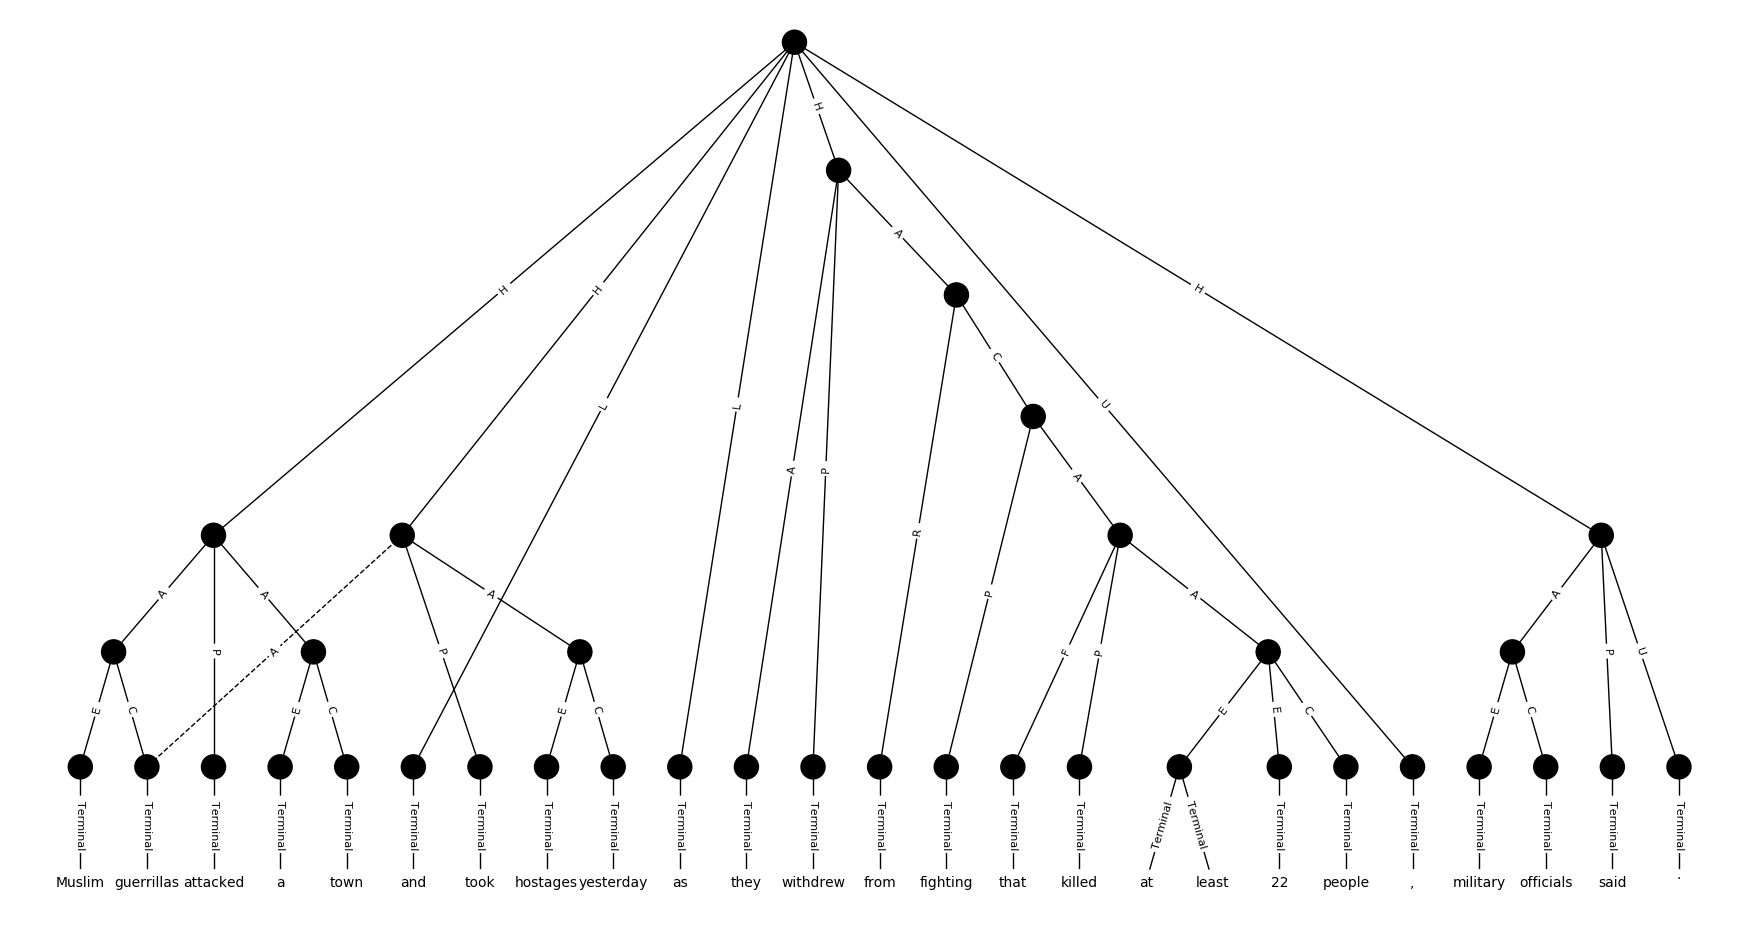 H
A
H H H
L L U
A P
C
R
A
A A A P F P A A P U
P A P
E C E C E C E E C E C
Terminal Terminal Terminal Terminal Terminal Terminal Terminal Terminal Terminal Terminal Terminal Terminal Terminal Terminal Terminal Terminal Terminal Terminal Terminal Terminal Terminal Terminal Terminal Terminal Terminal
Muslim guerrillas attacked a town and took hostages yesterday as they withdrew from fighting that killed at least 22 people , military officials said .